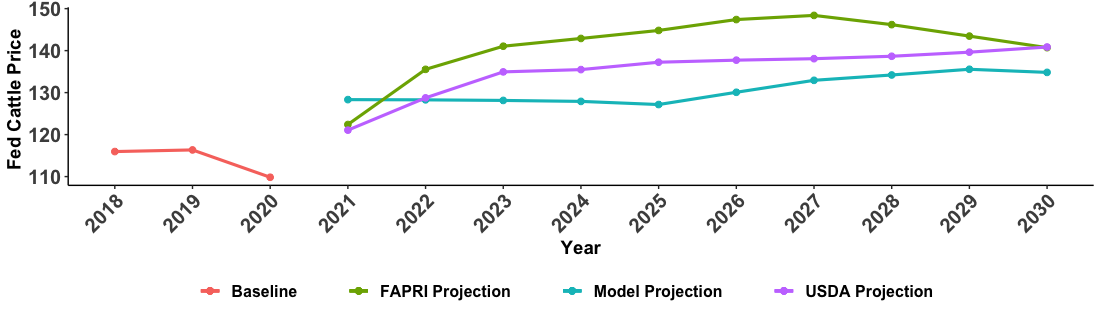 Fed Cattle Price
150
140
130
120
110
2018 2019 2020 2021 2022 2023 2024 2025 2026 2027 2028 2029 2030
Year
Baseline FAPRI Projection Model Projection USDA Projection